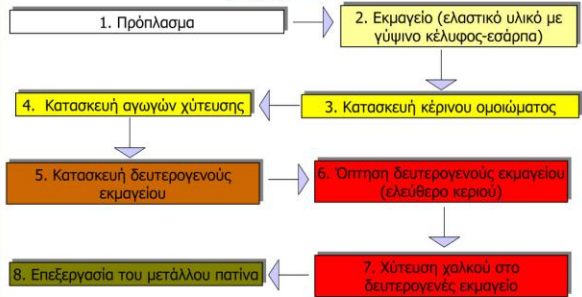 1. Πρόπλασμα
2. Εκμαγείο (ελαστικό υλικό με
γύψινο κέλυφος-εσάρπα)
4. Κατασκευή αγωγών χύτευσης
3. Κατασκευή κέρινου ομοιώματος
5. Κατασκευή δευτερογενούς
εκμαγείου
6. Όπτηση δευτερογενούς εκμαγείου
(ελεύθερο κεριού)
8. Επεξεργασία του μετάλλου πατίνα
7. Χύτευση χαλκού στο
δευτερογενές εκμαγείο